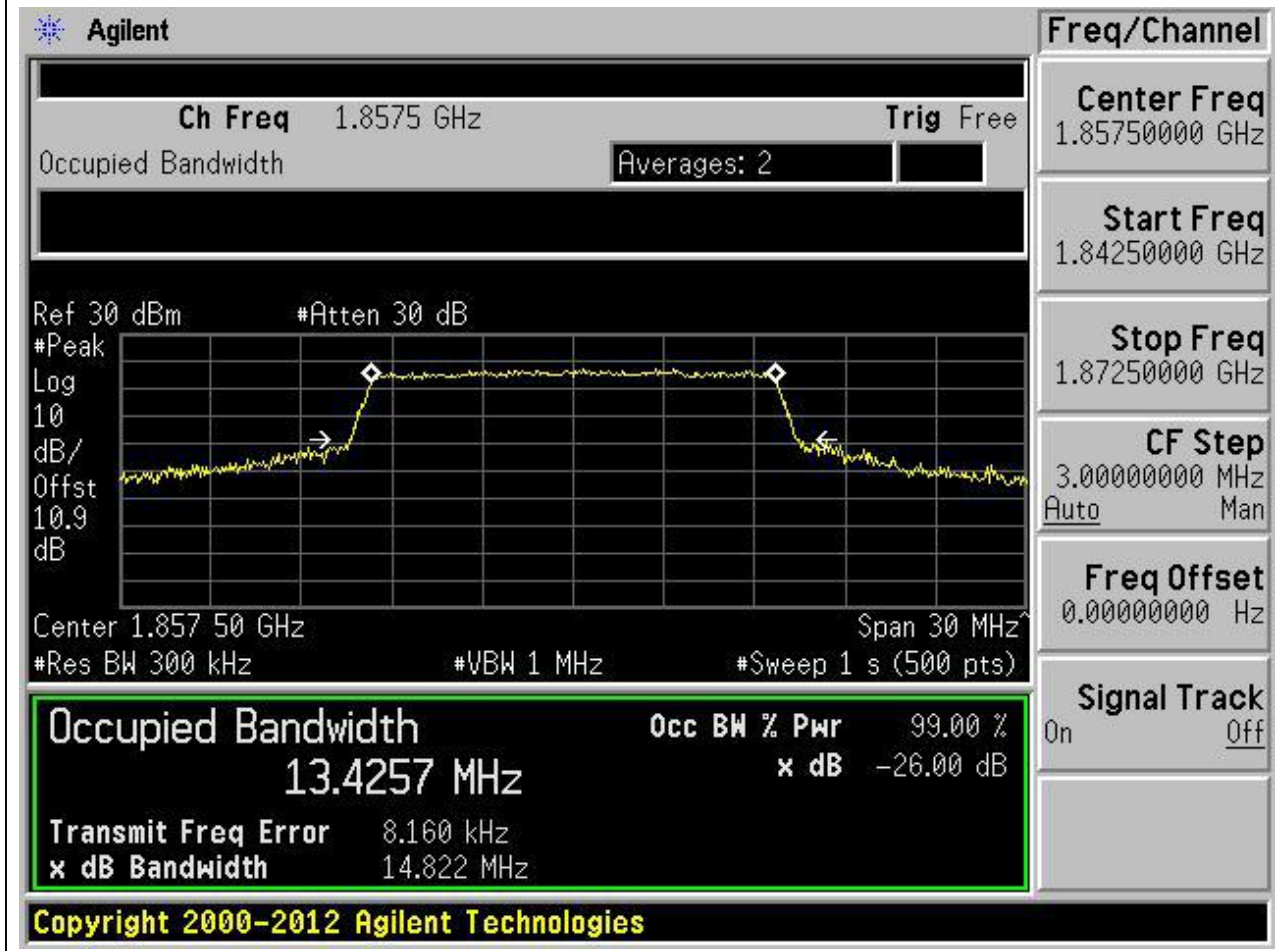 Agilent
Freq/Channel
Ch Freq 1.8575 GHz Trig Free
Occupied Bandwidth Averages: 2
Center Freq
1.85750000 GHz
Start Freq
1.84250000 GHz
Stop Freq
1.87250000 GHz
CF Step
3.00000000 MHz
Auto Man
Freq Offset
0.00000000 Hz
Signal Track
On Off
Ref 30 dBm #Atten 30 dB
#Peak
Log
10
dB/
Offst
10.9
dB
Center 1.857 50 GHz Span 30 MHz^
#Res BW 300 kHz #VBW 1 MHz #Sweep 1 s (500 pts)
Occupied Bandwidth Occ BW % Pwr 99.00 %
13.4257 MHz x dB -26.00 dB
Transmit Freq Error 8.160 kHz
x dB Bandwidth 14.822 MHz
Copyright 2000-2012 Agilent Technologies